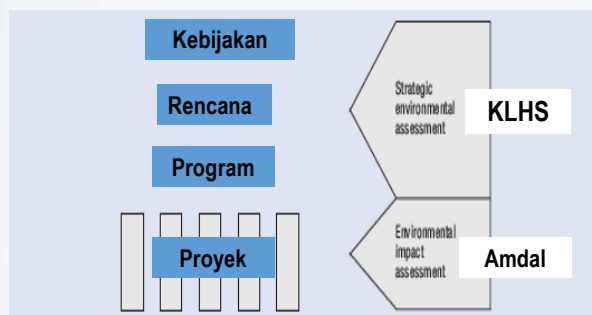 Kebijakan
Rencana
Program
Proyek
Strategic
environmental
assessment
KLHS
Environmental
impact
assessment
Amdal